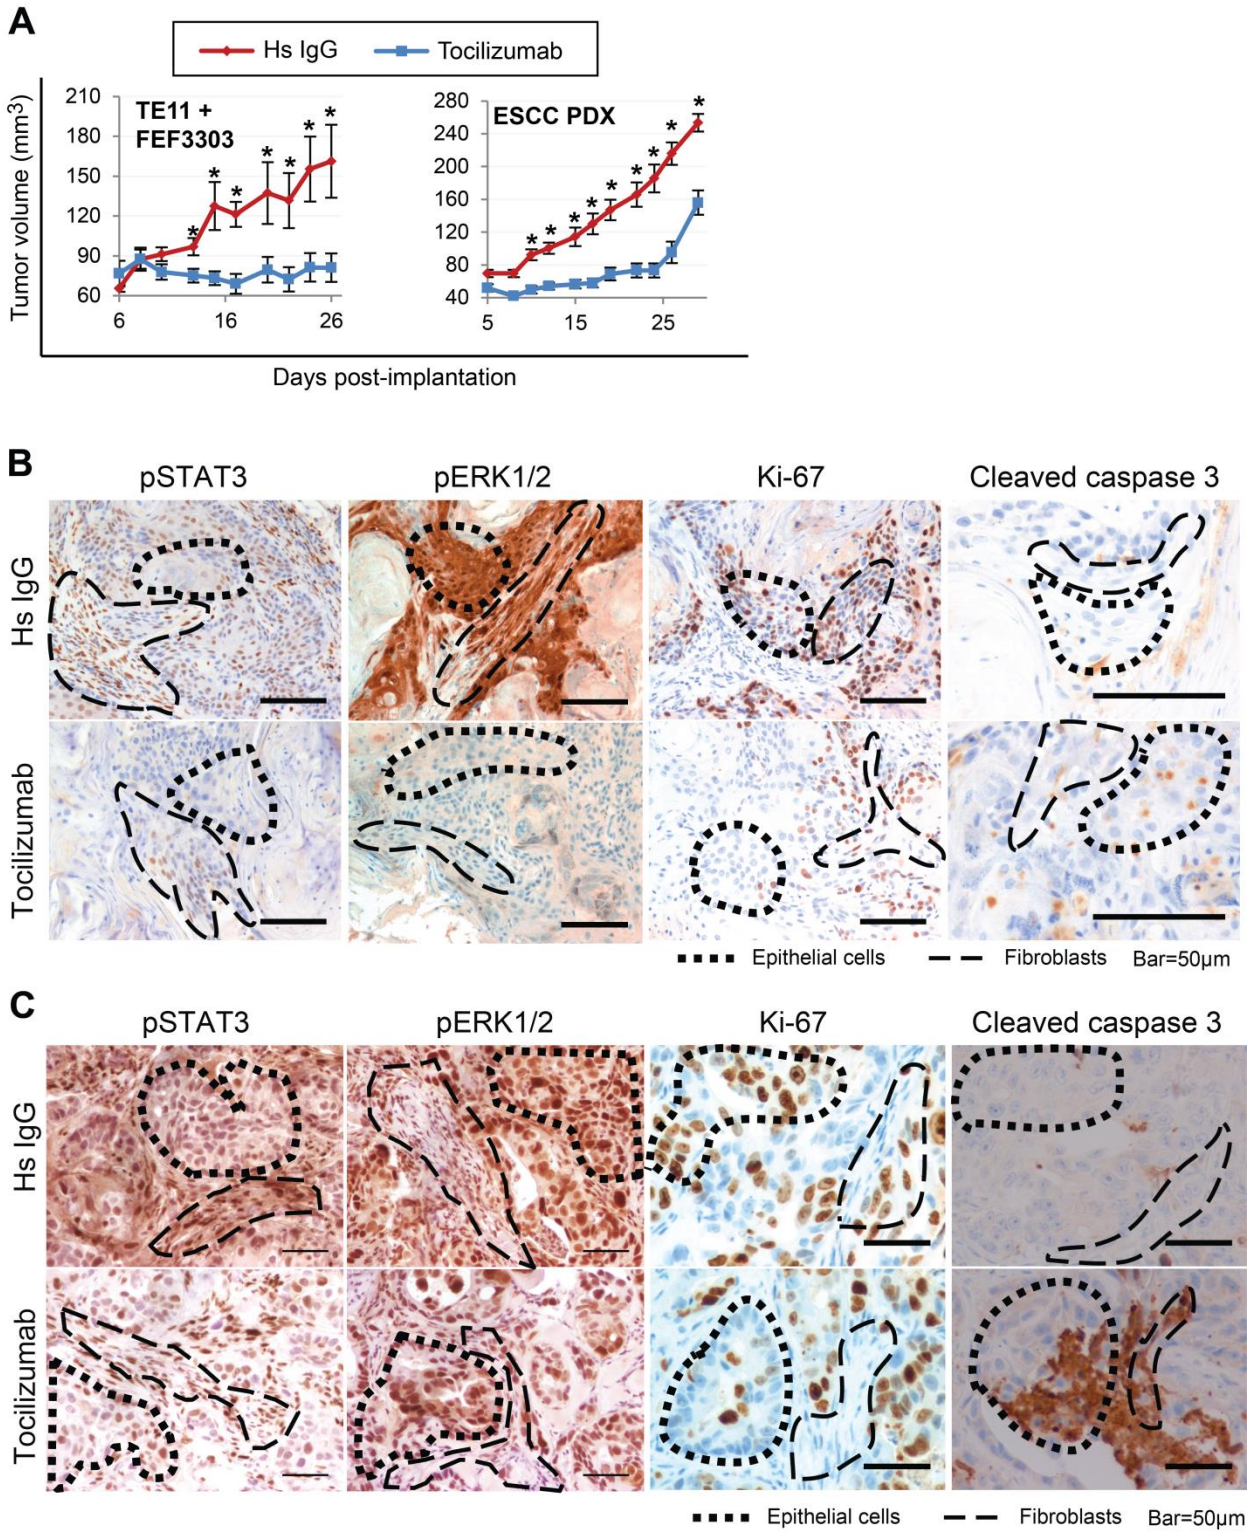 A
Hs IgG Tocilizumab
Tumor volume (mm3)
TE11 +
FEF3303
210
180
150
120
90
60
6 16 26
ESCC PDX
280
240
200
160
120
80
40
5 15 25
* * * * * * *
* * * * * * * * *
Days post-implantation
B
pSTAT3 pERK1/2 Ki-67 Cleaved caspase 3
Hs IgG
Tocilizumab
Epithelial cells Fibroblasts Bar=50µm
C
pSTAT3 pERK1/2 Ki-67 Cleaved caspase 3
Hs IgG
Tocilizumab
Epithelial cells Fibroblasts Bar=50µm